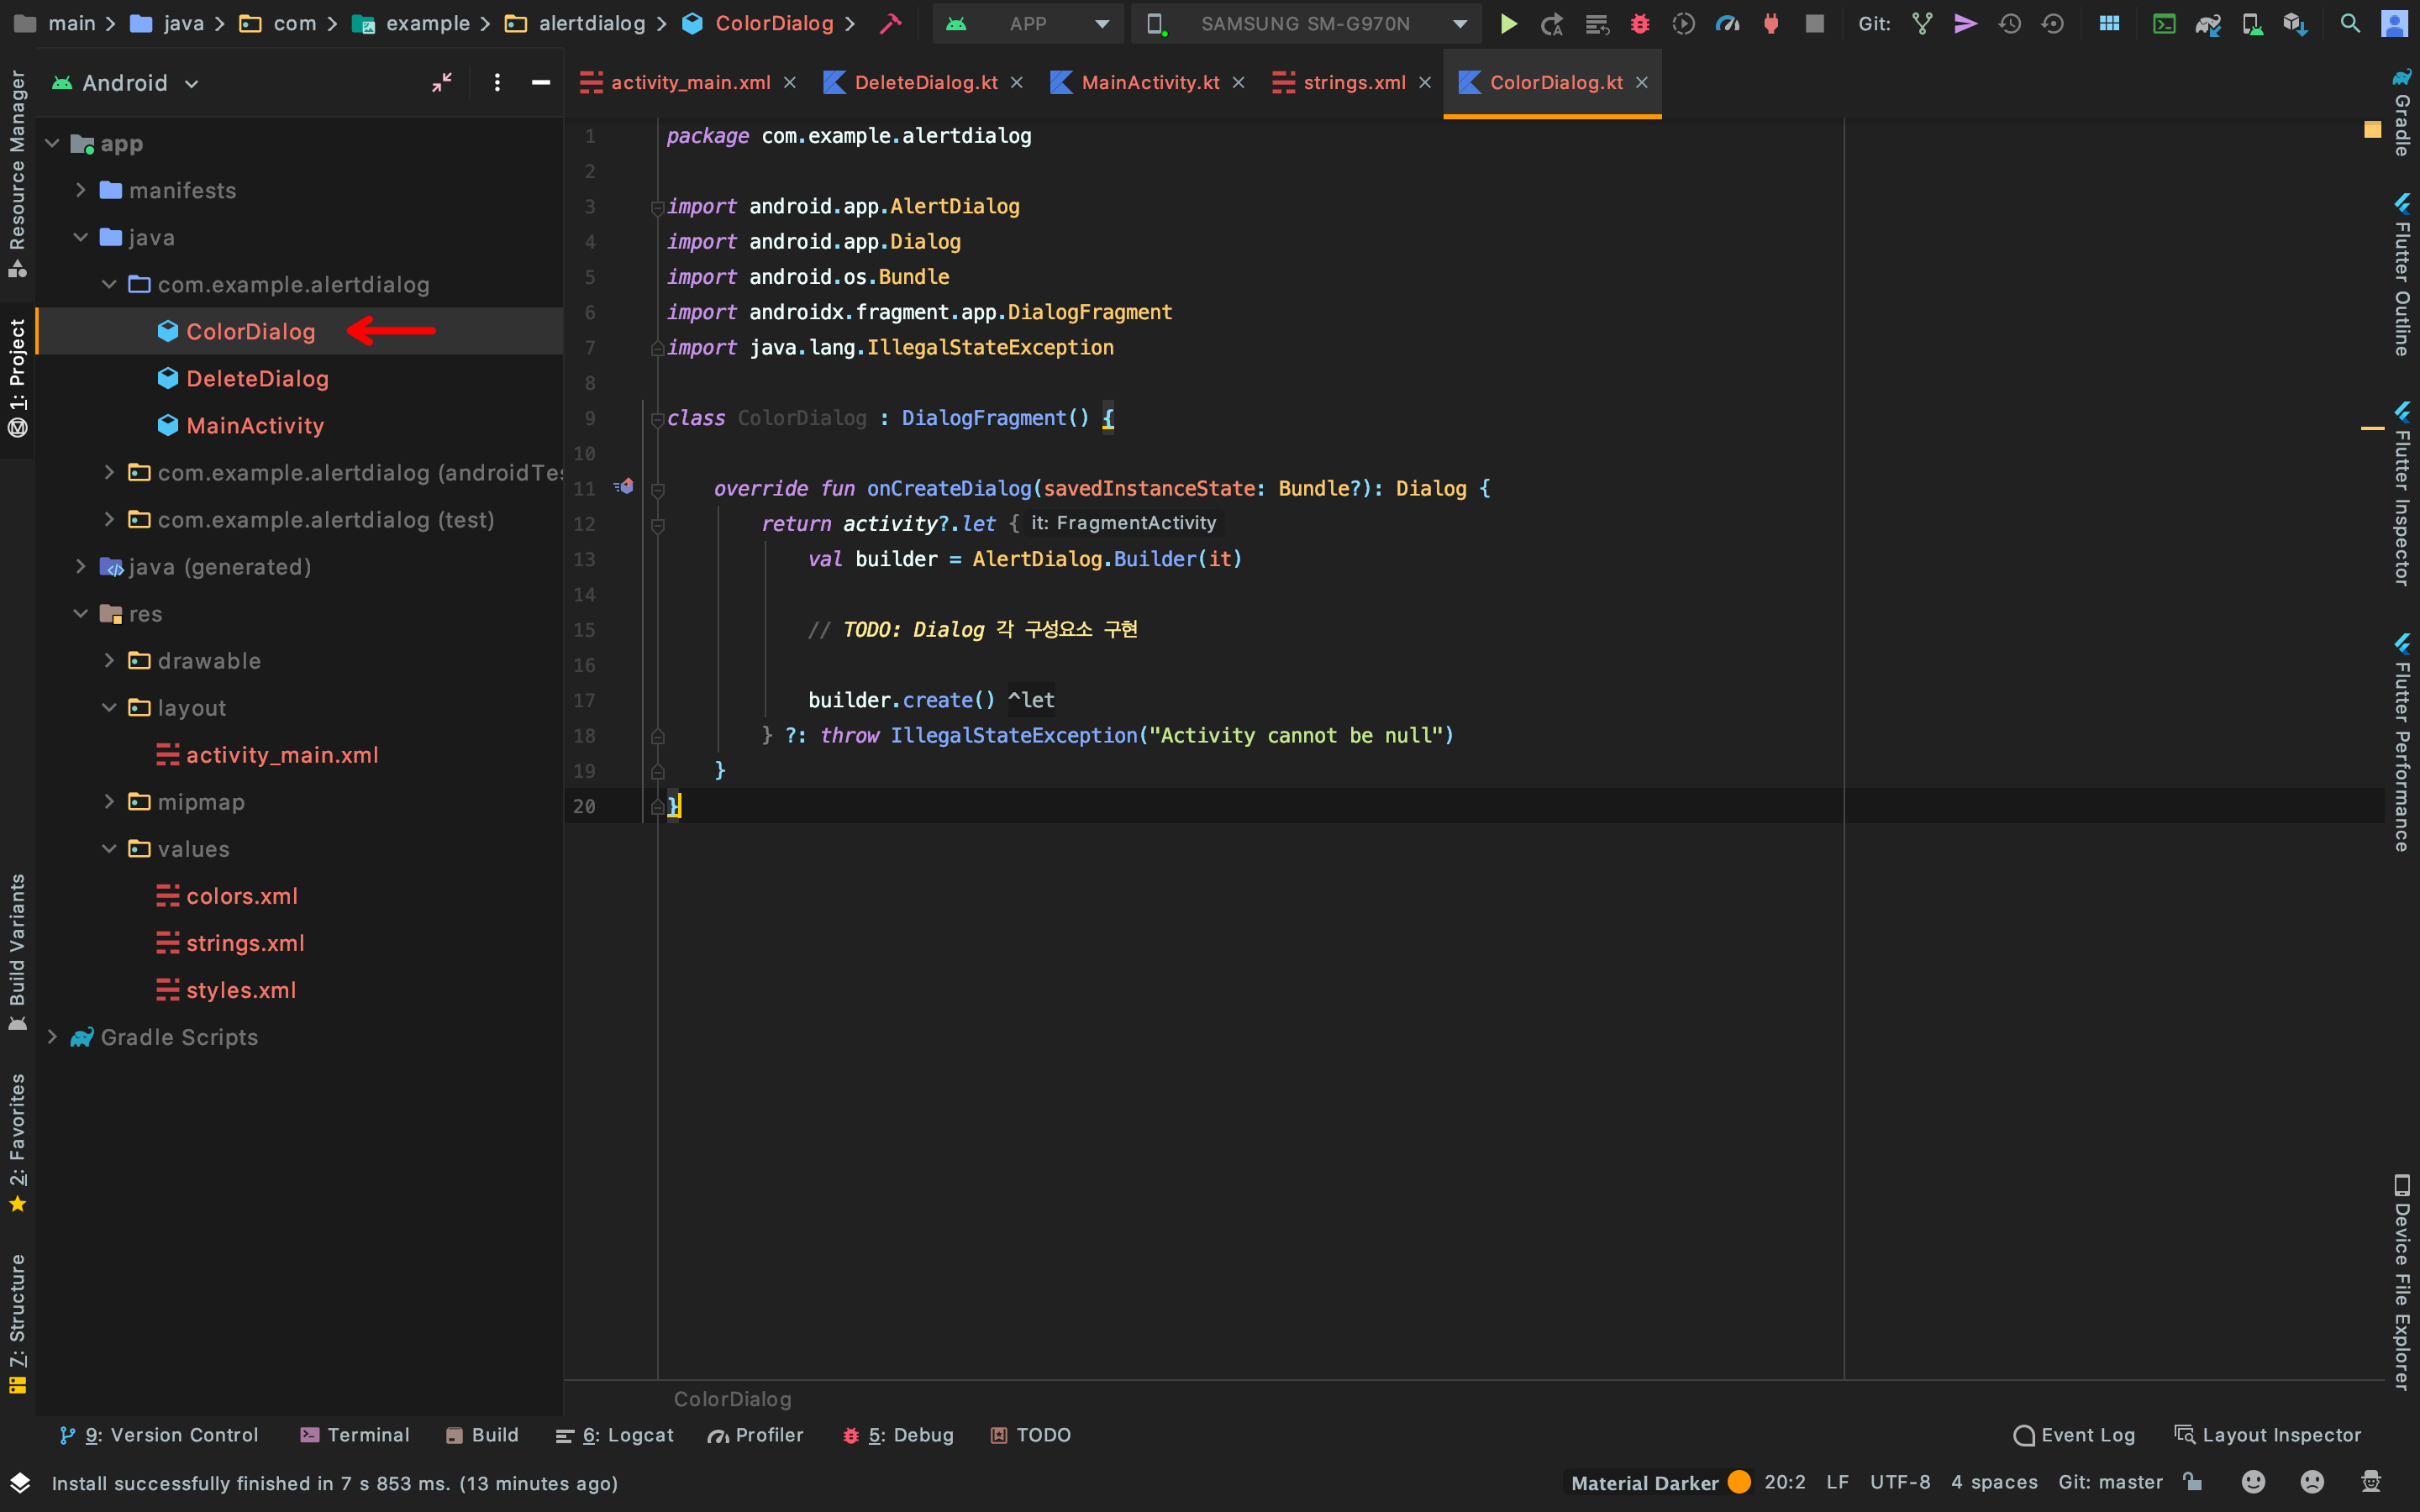 main > java > com > example > alertdialog > ColorDialog >
APP
SAMSUNG SM-G970N
Git:
Android
activity_main.xml
DeleteDialog.kt
MainActivity.kt
strings.xml
ColorDialog.kt
Resource Manager
1: Project
Build Variants
2: Favorites
7: Structure
app
manifests
java
com.example.alertdialog
ColorDialog
DeleteDialog
MainActivity
com.example.alertdialog (androidTes
com.example.alertdialog (test)
java (generated)
res
drawable
layout
activity_main.xml
mipmap
values
colors.xml
strings.xml
styles.xml
Gradle Scripts
1 package com.example.alertdialog
2
3 import android.app.AlertDialog
4 import android.app.Dialog
5 import android.os.Bundle
6 import androidx.fragment.app.DialogFragment
7 import java.lang.IllegalStateException
8
9 class ColorDialog : DialogFragment() {
10
11 override fun onCreateDialog(savedInstanceState: Bundle?): Dialog {
12 return activity?.let { it: FragmentActivity
13 val builder = AlertDialog.Builder(it)
14
15 // TODO: Dialog 각 구성요소 구현
16
17 builder.create() ^let
18 } ?: throw IllegalStateException("Activity cannot be null")
19 }
20 }
ColorDialog
Gradle
Flutter Outline
Flutter Inspector
Flutter Performance
Device File Explorer
9: Version Control
Terminal
Build
6: Logcat
Profiler
5: Debug
TODO
Event Log
Layout Inspector
Install successfully finished in 7 s 853 ms. (13 minutes ago)
Material Darker
20:2
LF
UTF-8
4 spaces
Git: master